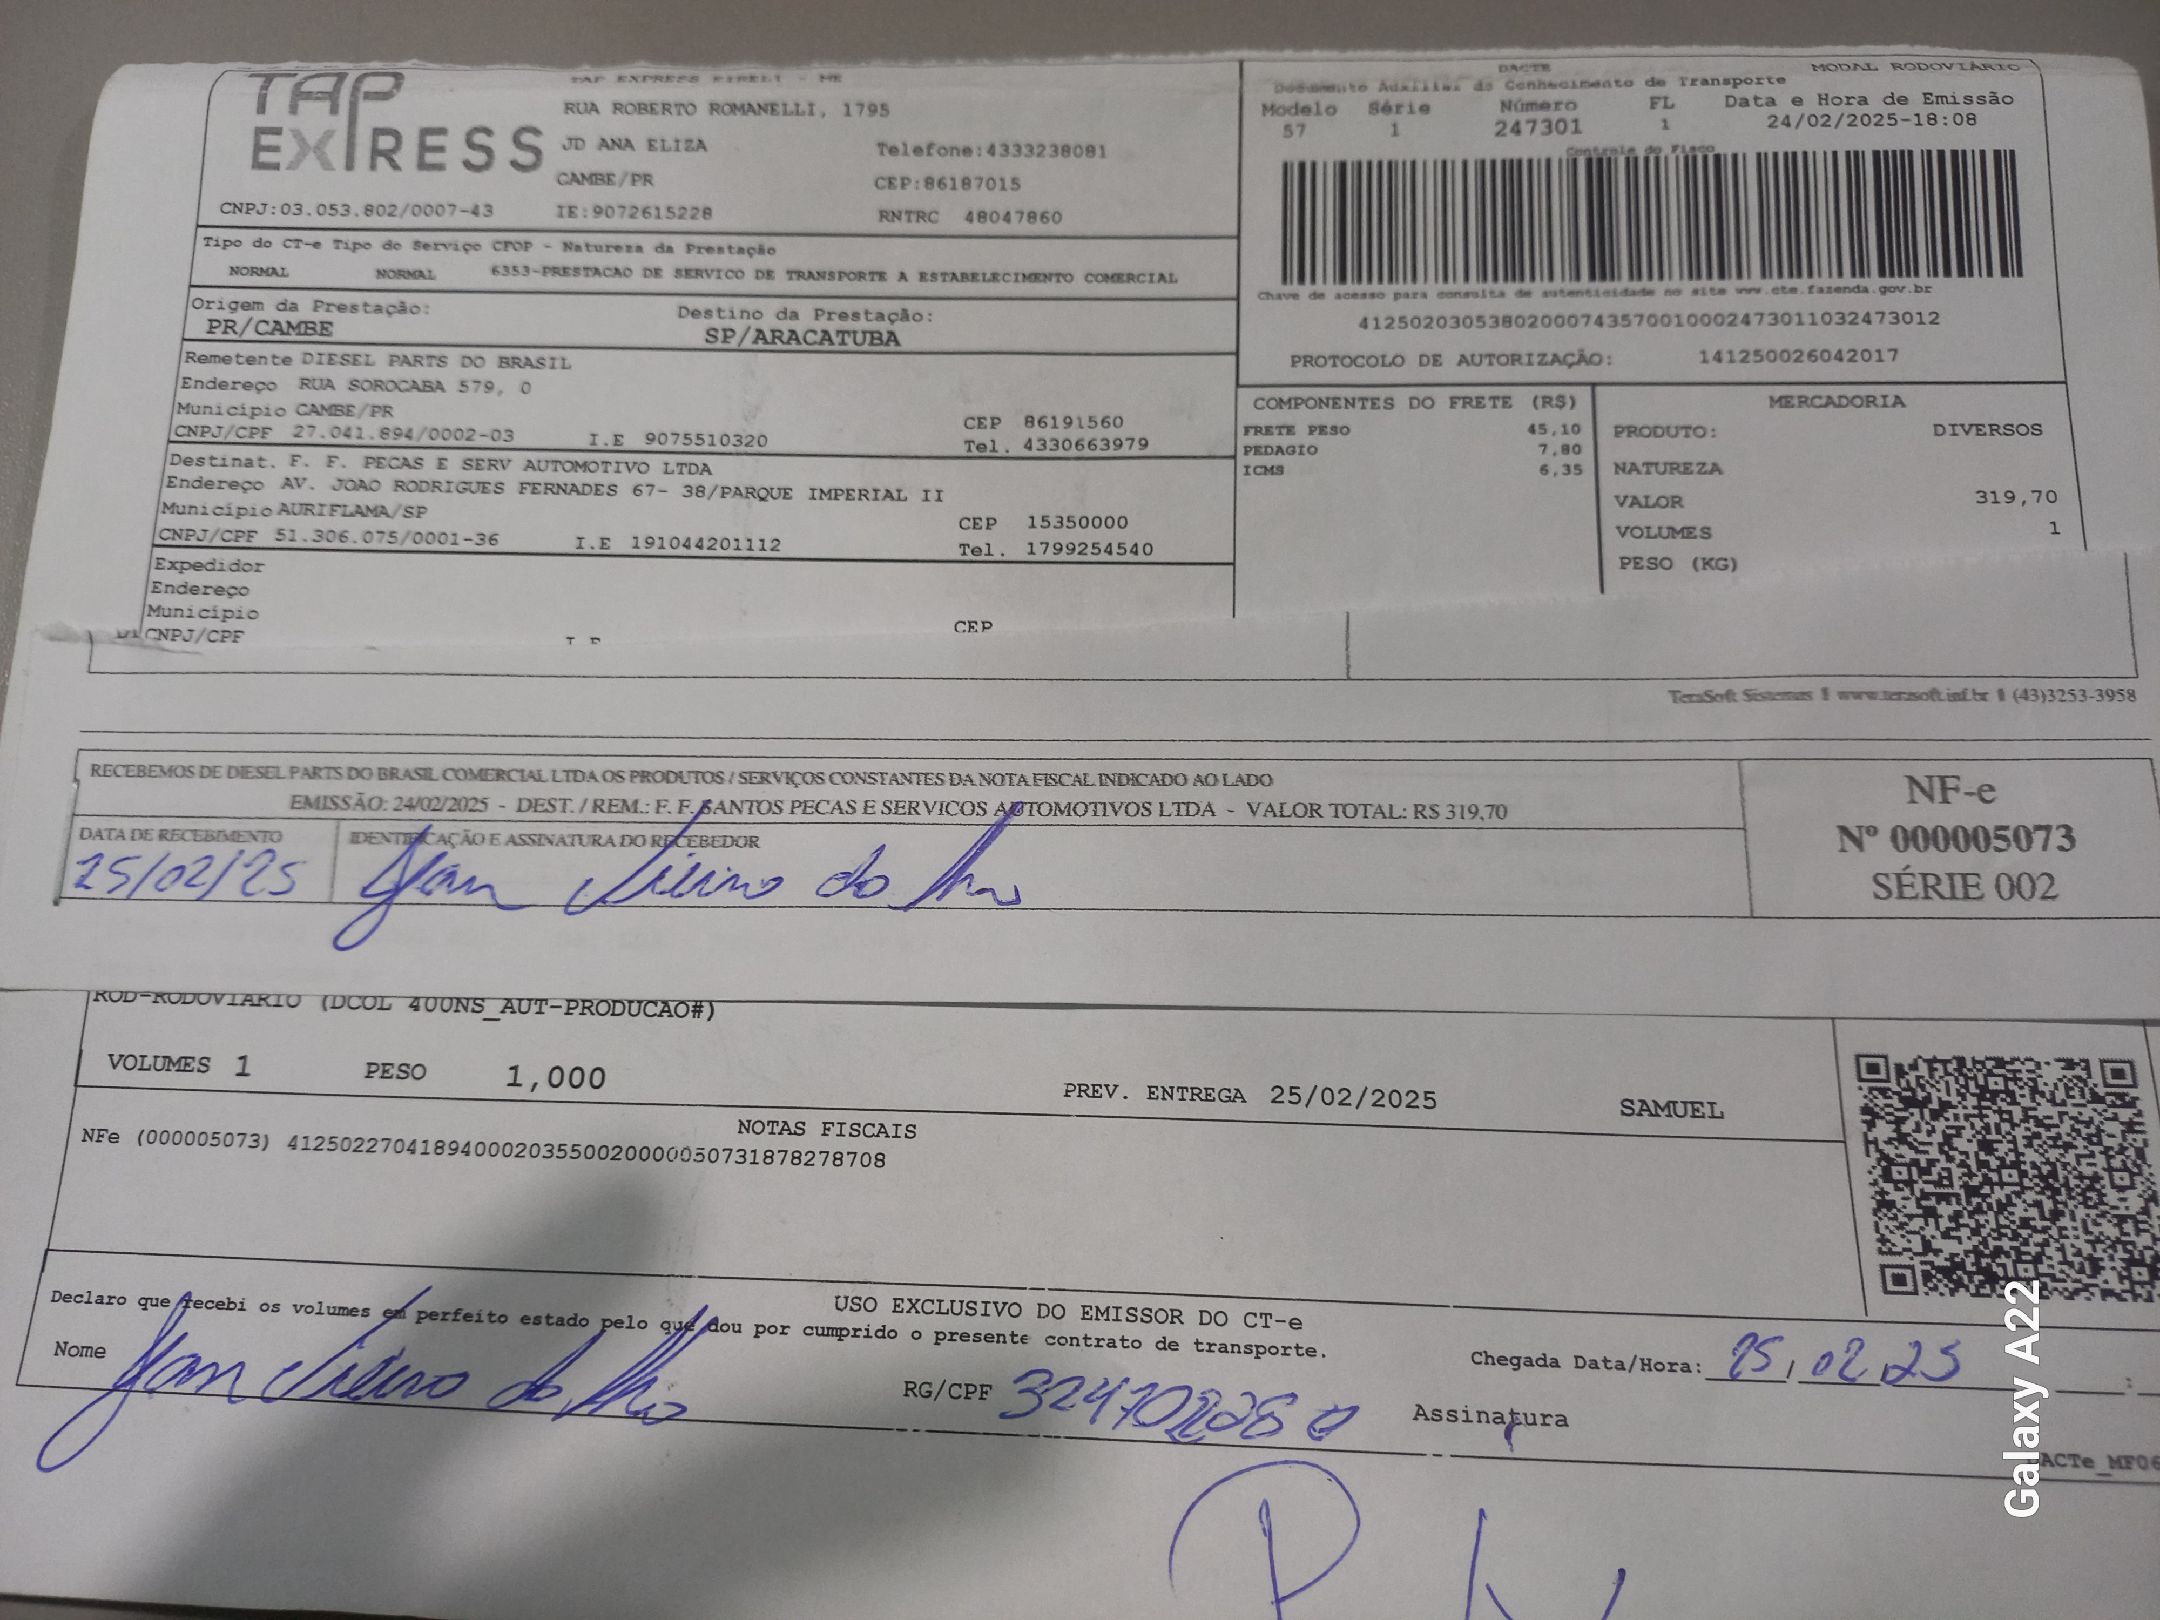 TAP EXPRESS
TAP EXPRESS EIRELI - ME
RUA ROBERTO ROMANELLI, 1795
JD ANA ELIZA Telefone:4333238081
CAMBE/PR CEP:86187015
CNPJ:03.053.802/0007-43 IE:9072615228 RNTRC 48047860
Tipo do CT-e Tipo do Serviço CFOP - Natureza da Prestação
NORMAL NORMAL 6353-PRESTACAO DE SERVICO DE TRANSPORTE A ESTABELECIMENTO COMERCIAL
Origem da Prestação: Destino da Prestação:
PR/CAMBE SP/ARACATUBA
Remetente DIESEL PARTS DO BRASIL
Endereço RUA SOROCABA 579, 0
Município CAMBE/PR CEP 86191560
CNPJ/CPF 27.041.894/0002-03 I.E 9075510320 Tel. 4330663979
Destinat. F. F. PECAS E SERV AUTOMOTIVO LTDA
Endereço AV. JOAO RODRIGUES FERNADES 67- 38/PARQUE IMPERIAL II
Município AURIFLAMA/SP CEP 15350000
CNPJ/CPF 51.306.075/0001-36 I.E 191044201112 Tel. 1799254540
Expedidor
Endereço
Município CEP
CNPJ/CPF
DACTE MODAL RODOVIÁRIO
Documento Auxiliar do Conhecimento de Transporte
Modelo Série Número FL Data e Hora de Emissão
57 1 247301 1 24/02/2025-18:08
Controle do Fisco
Chave de acesso para consulta de autenticidade no site www.cte.fazenda.gov.br
41250203053802000743570010002473011032473012
PROTOCOLO DE AUTORIZAÇÃO: 141250026042017
COMPONENTES DO FRETE (R$)
FRETE PESO 45,10
PEDAGIO 7,80
ICMS 6,35
MERCADORIA
PRODUTO: DIVERSOS
NATUREZA
VALOR 319,70
VOLUMES 1
PESO (KG)
TeraSoft Sistemas | www.terasoft.inf.br | (43)3253-3958
RECEBEMOS DE DIESEL PARTS DO BRASIL COMERCIAL LTDA OS PRODUTOS / SERVIÇOS CONSTANTES DA NOTA FISCAL INDICADO AO LADO
EMISSÃO: 24/02/2025 - DEST. / REM.: F. F. SANTOS PECAS E SERVICOS AUTOMOTIVOS LTDA - VALOR TOTAL: R$ 319,70
DATA DE RECEBIMENTO IDENTIFICAÇÃO E ASSINATURA DO RECEBEDOR
25/02/25
NF-e
Nº 000005073
SÉRIE 002
ROD-RODOVIARIO (DCOL 400NS_AUT-PRODUCAO#)
VOLUMES 1 PESO 1,000 PREV. ENTREGA 25/02/2025 SAMUEL
NOTAS FISCAIS
NFe (000005073) 41250227041894000203550020000050731878278708
USO EXCLUSIVO DO EMISSOR DO CT-e
Declaro que recebi os volumes em perfeito estado pelo que dou por cumprido o presente contrato de transporte.
Nome RG/CPF Chegada Data/Hora: 25/02/25 :
Assinatura
ACTe_MF06
Galaxy A22